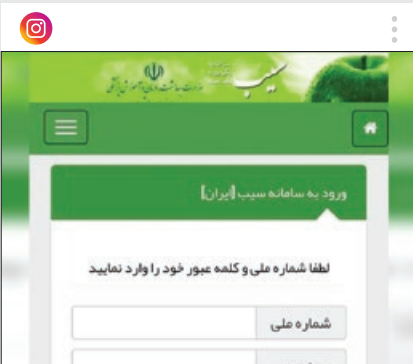 سیب
وزارت بهداشت، درمان و آموزش پزشکی
ورود به سامانه سیب [ایران]
لطفا شماره ملی و کلمه عبور خود را وارد نمایید
شماره ملی